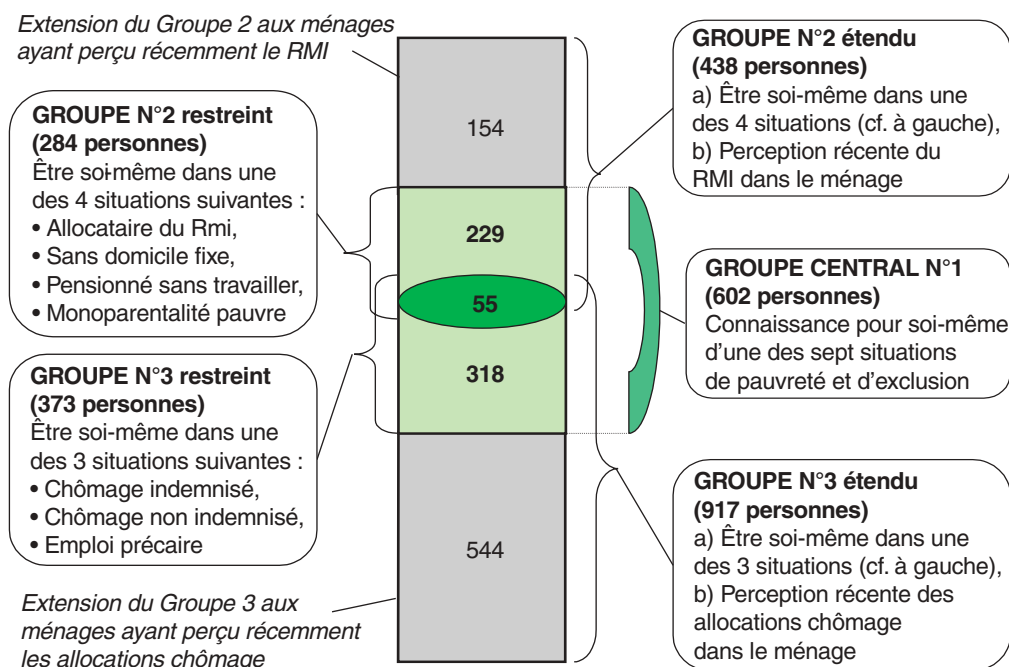 Extension du Groupe 2 aux ménages
ayant perçu récemment le RMI
GROUPE N°2 restreint
(284 personnes)
Être soi-même dans une
des 4 situations suivantes :
• Allocataire du Rmi,
• Sans domicile fixe,
• Pensionné sans travailler,
• Monoparentalité pauvre
GROUPE N°3 restreint
(373 personnes)
Être soi-même dans une
des 3 situations suivantes :
• Chômage indemnisé,
• Chômage non indemnisé,
• Emploi précaire
Extension du Groupe 3 aux
ménages ayant perçu récemment
les allocations chômage
154
229
55
318
544
GROUPE N°2 étendu
(438 personnes)
a) Être soi-même dans une
des 4 situations (cf. à gauche),
b) Perception récente du
RMI dans le ménage
GROUPE CENTRAL N°1
(602 personnes)
Connaissance pour soi-même
d'une des sept situations
de pauvreté et d'exclusion
GROUPE N°3 étendu
(917 personnes)
a) Être soi-même dans une
des 3 situations (cf. à gauche),
b) Perception récente des
allocations chômage
dans le ménage